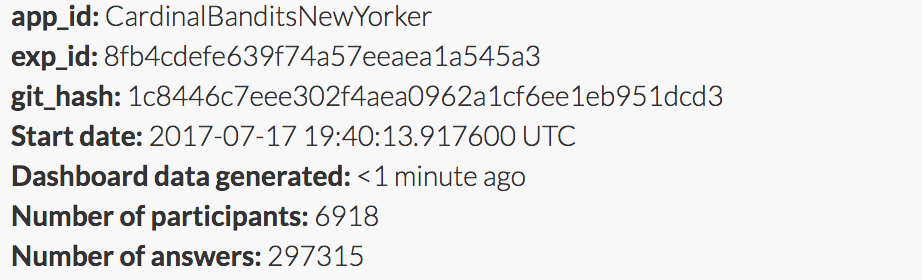 app_id: CardinalBanditsNewYorker
exp_id: 8fb4cdefe639f74a57eeaea1a545a3
git_hash: 1c8446c7eee302f4aea0962a1cf6ee1eb951dcd3
Start date: 2017-07-17 19:40:13.917600 UTC
Dashboard data generated: <1 minute ago
Number of participants: 6918
Number of answers: 297315